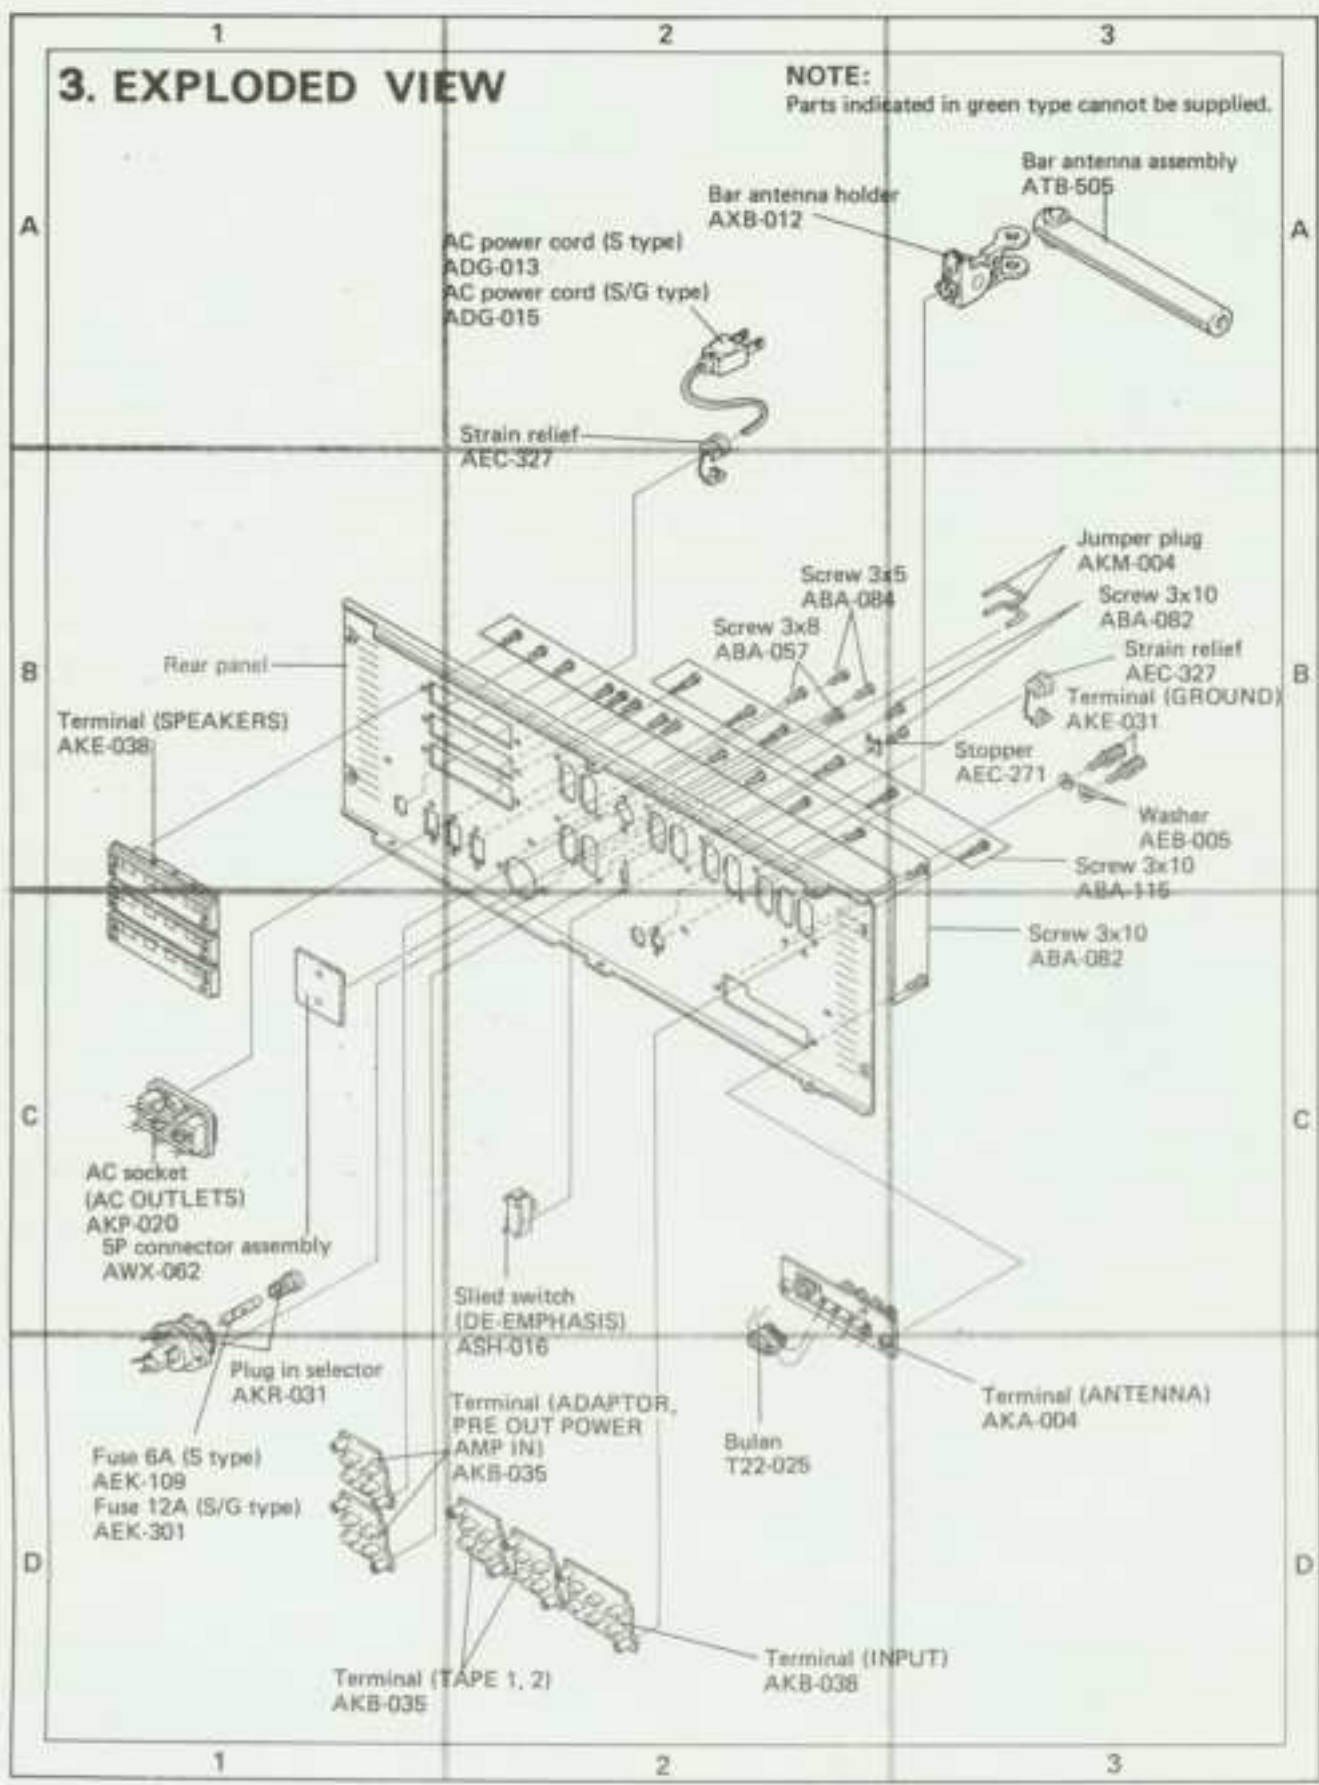 1
2
3
3. EXPLODED VIEW
NOTE:
Parts indicated in green type cannot be supplied.
A
A
Bar antenna assembly
ATB-505
Bar antenna holder
AXB-012
AC power cord (S type)
ADG-013
AC power cord (S/G type)
ADG-015
Strain relief
AEC-327
Jumper plug
AKM-004
Screw 3x5
ABA-084
Screw 3x10
ABA-082
Screw 3x8
ABA-057
Strain relief
AEC-327
B
B
Rear panel
Terminal (GROUND)
AKE-031
Terminal (SPEAKERS)
AKE-038
Stopper
AEC-271
Washer
AEB-005
Screw 3x10
ABA-115
Screw 3x10
ABA-082
C
C
AC socket
(AC OUTLETS)
AKP-020
5P connector assembly
AWX-062
Slied switch
(DE-EMPHASIS)
ASH-016
Plug in selector
AKR-031
Terminal (ANTENNA)
AKA-004
Terminal (ADAPTOR,
PRE OUT POWER
AMP IN)
AKB-035
Bulan
T22-025
Fuse 6A (S type)
AEK-109
Fuse 12A (S/G type)
AEK-301
D
D
Terminal (INPUT)
AKB-038
Terminal (TAPE 1, 2)
AKB-035
1
2
3